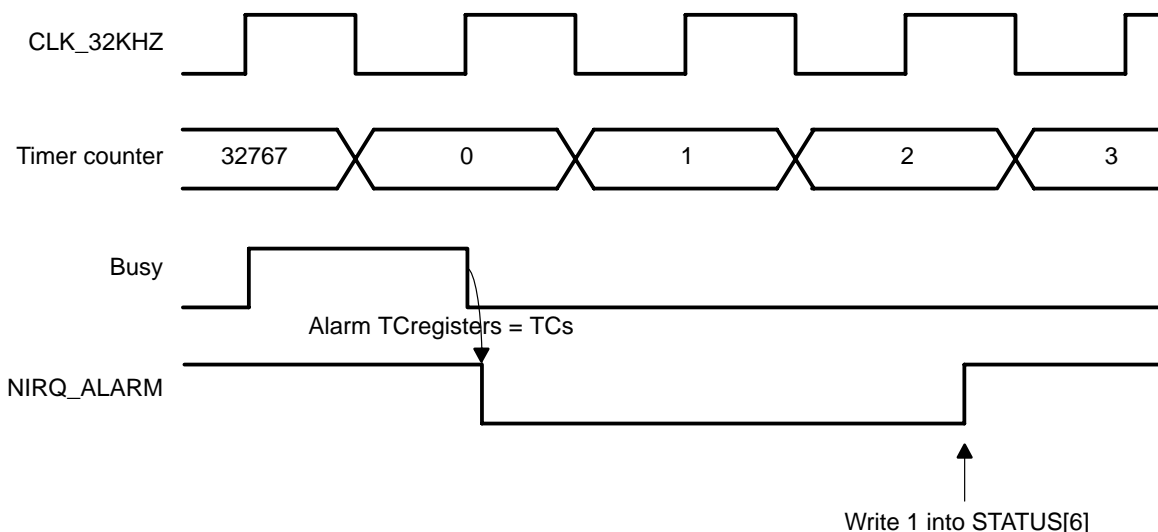 CLK_32KHZ
Timer counter
32767
0
1
2
3
Busy
Alarm TCregisters = TCs
NIRQ_ALARM
Write 1 into STATUS[6]